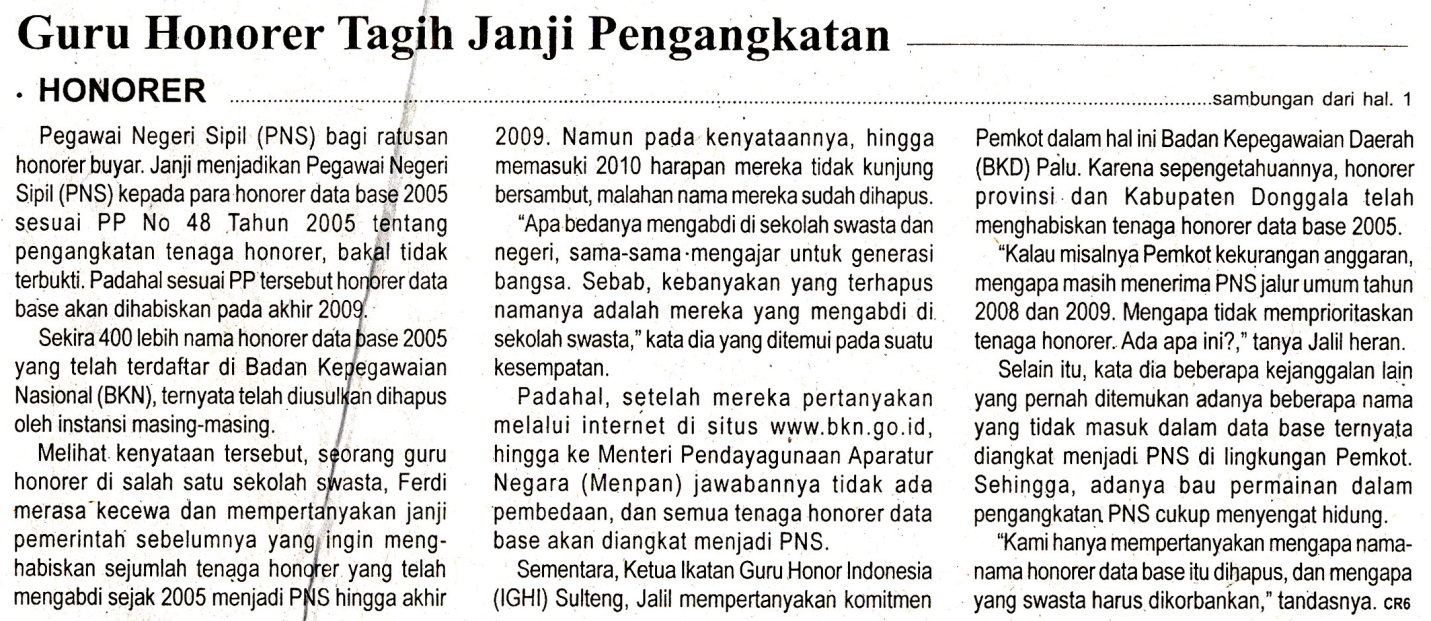 Guru Honorer Tagih Janji Pengangkatan
HONORER
sambungan dari hal. 1
Pegawai Negeri Sipil (PNS) bagi ratusan
honorer buyar. Janji menjadikan Pegawai Negeri
Sipil (PNS) kepada para honorer data base 2005
sesuai PP No 48 Tahun 2005 tentang
pengangkatan tenaga honorer, bakal tidak
terbukti. Padahal sesuai PP tersebut honorer data
base akan dihabiskan pada akhir 2009.
Sekira 400 lebih nama honorer data base 2005
yang telah terdaftar di Badan Kepegawaian
Nasional (BKN), ternyata telah diusulkan dihapus
oleh instansi masing-masing.
Melihat kenyataan tersebut, seorang guru
honorer di salah satu sekolah swasta, Ferdi
merasa kecewa dan mempertanyakan janji
pemerintah sebelumnya yang ingin meng-
habiskan sejumlah tenaga honorer yang telah
mengabdi sejak 2005 menjadi PNS hingga akhir
2009. Namun pada kenyataannya, hingga
memasuki 2010 harapan mereka tidak kunjung
bersambut, malahan nama mereka sudah dihapus.
"Apa bedanya mengabdi di sekolah swasta dan
negeri, sama-sama mengajar untuk generasi
bangsa. Sebab, kebanyakan yang terhapus
namanya adalah mereka yang mengabdi di
sekolah swasta," kata dia yang ditemui pada suatu
kesempatan.
Padahal, setelah mereka pertanyakan
melalui internet di situs www.bkn.go.id,
hingga ke Menteri Pendayagunaan Aparatur
Negara (Menpan) jawabannya tidak ada
pembedaan, dan semua tenaga honorer data
base akan diangkat menjadi PNS.
Sementara, Ketua Ikatan Guru Honor Indonesia
(IGHI) Sulteng, Jalil mempertanyakan komitmen
Pemkot dalam hal ini Badan Kepegawaian Daerah
(BKD) Palu. Karena sepengetahuannya, honorer
provinsi dan Kabupaten Donggala telah
menghabiskan tenaga honorer data base 2005.
"Kalau misalnya Pemkot kekurangan anggaran,
mengapa masih menerima PNS jalur umum tahun
2008 dan 2009. Mengapa tidak memprioritaskan
tenaga honorer. Ada apa ini?," tanya Jalil heran.
Selain itu, kata dia beberapa kejanggalan lain
yang pernah ditemukan adanya beberapa nama
yang tidak masuk dalam data base ternyata
diangkat menjadi PNS di lingkungan Pemkot.
Sehingga, adanya bau permainan dalam
pengangkatan PNS cukup menyengat hidung.
"Kami hanya mempertanyakan mengapa nama-
nama honorer data base itu dihapus, dan mengapa
yang swasta harus dikorbankan," tandasnya. CR6